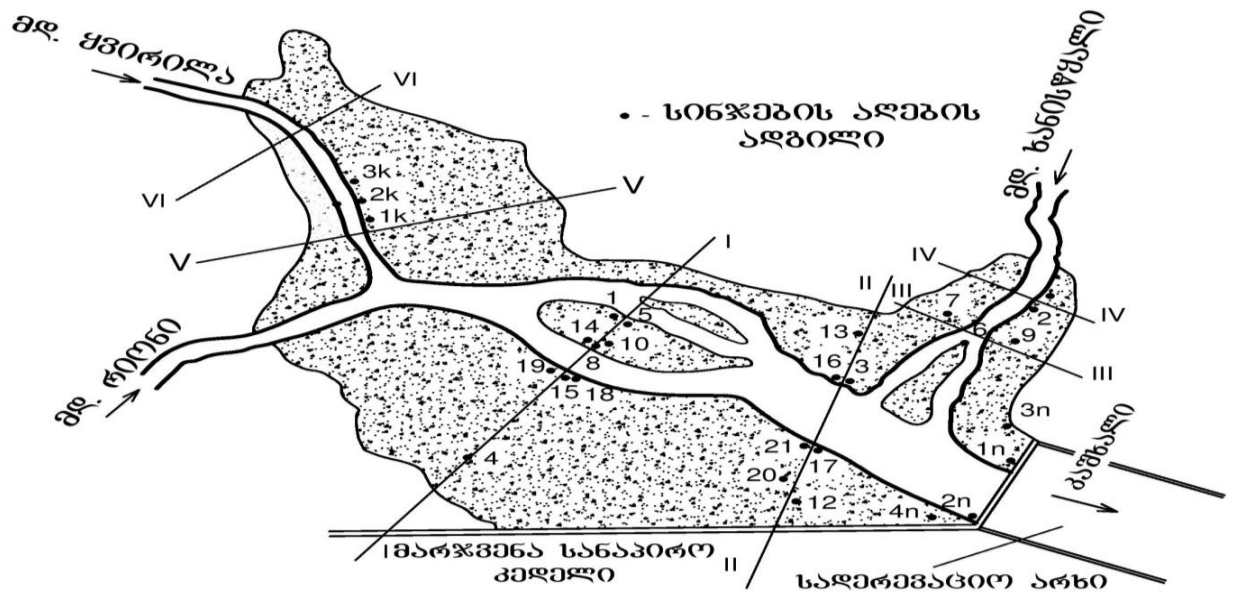 მდ. ყვირილა
VI
• - სინჯების აღების
ადგილი
მდ. ხანისწყალი
3k
2k
1k
VI
V
V
I
IV
II
III
1
5
14
10
8
7
6
2
IV
9
13
16
3
III
მდ. რიონი
19
15
18
3n
1n
კაშხალი
4
21
17
20
12
4n
2n
I
მარჯვენა სანაპირო
კედელი
II
სადერევაციო არხი